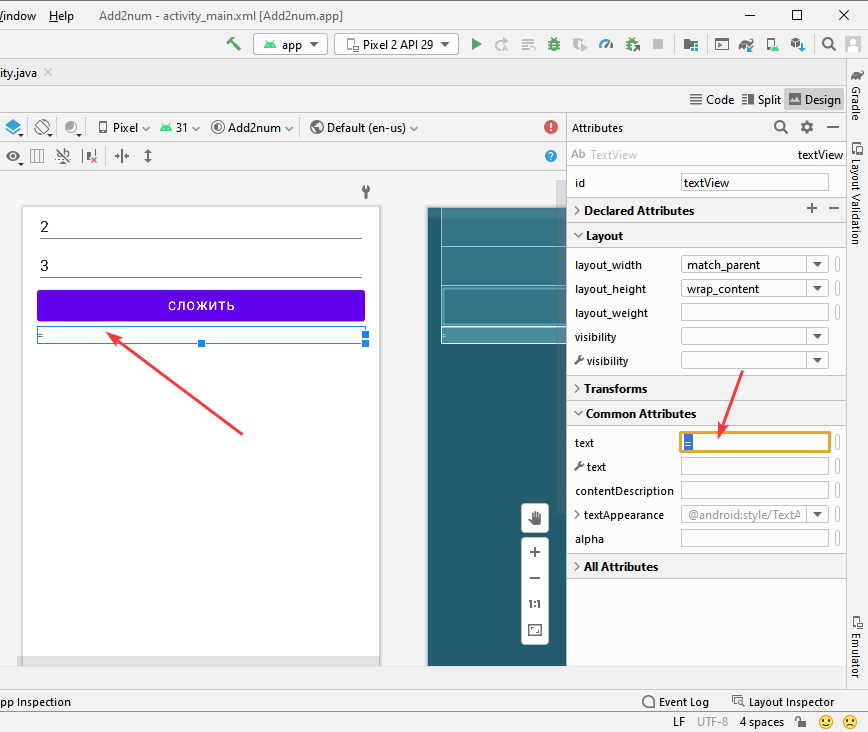 indow Help Add2num - activity_main.xml [Add2num.app]
app Pixel 2 API 29
ity.java
Code Split Design
Pixel 31 Add2num Default (en-us)
Attributes
Ab TextView textView
id textView
Declared Attributes
Layout
layout_width match_parent
layout_height wrap_content
layout_weight
visibility
visibility
Transforms
Common Attributes
text =
text
contentDescription
textAppearance @android:style/TextA
alpha
All Attributes
2
3
СЛОЖИТЬ
=
=
1:1
Gradle
Layout Validation
Emulator
pp Inspection Event Log Layout Inspector
LF UTF-8 4 spaces